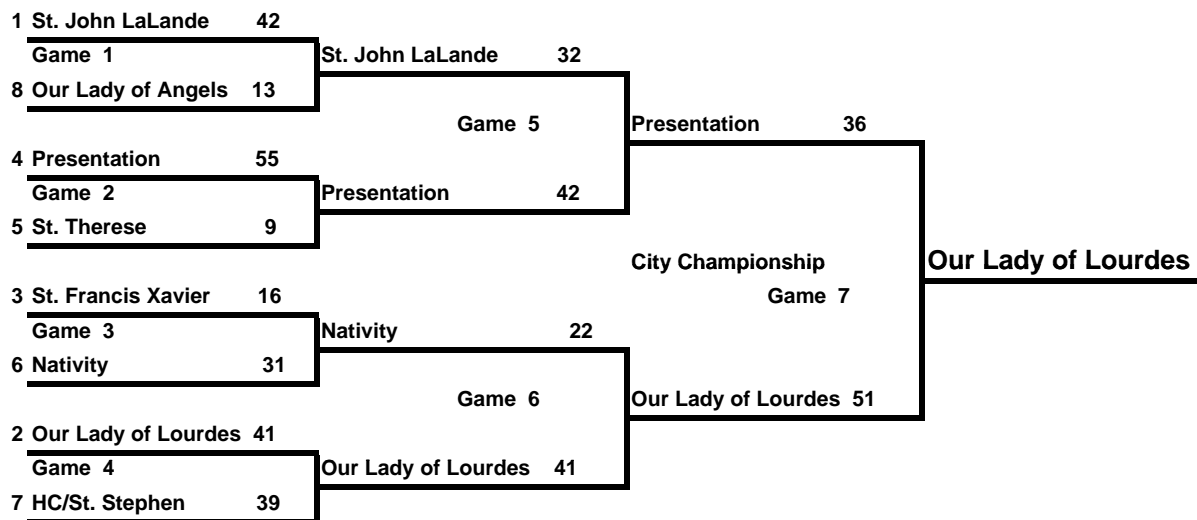 1 St. John LaLande 42
Game 1
St. John LaLande 32
8 Our Lady of Angels 13
Game 5
Presentation 36
4 Presentation 55
Game 2
Presentation 42
5 St. Therese 9
City Championship
Our Lady of Lourdes
3 St. Francis Xavier 16
Game 7
Game 3
Nativity 22
6 Nativity 31
Game 6
Our Lady of Lourdes 51
2 Our Lady of Lourdes 41
Game 4
Our Lady of Lourdes 41
7 HC/St. Stephen 39